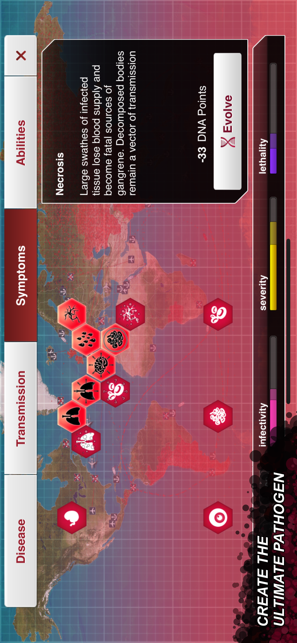 Disease
Transmission
Symptoms
Abilities
X
Necrosis
Large swathes of infected
tissue lose blood supply and
become fatal sources of
gangrene. Decomposed bodies
remain a vector of transmission
-33 DNA Points
Evolve
infectivity
severity
lethality
CREATE THE
ULTIMATE PATHOGEN